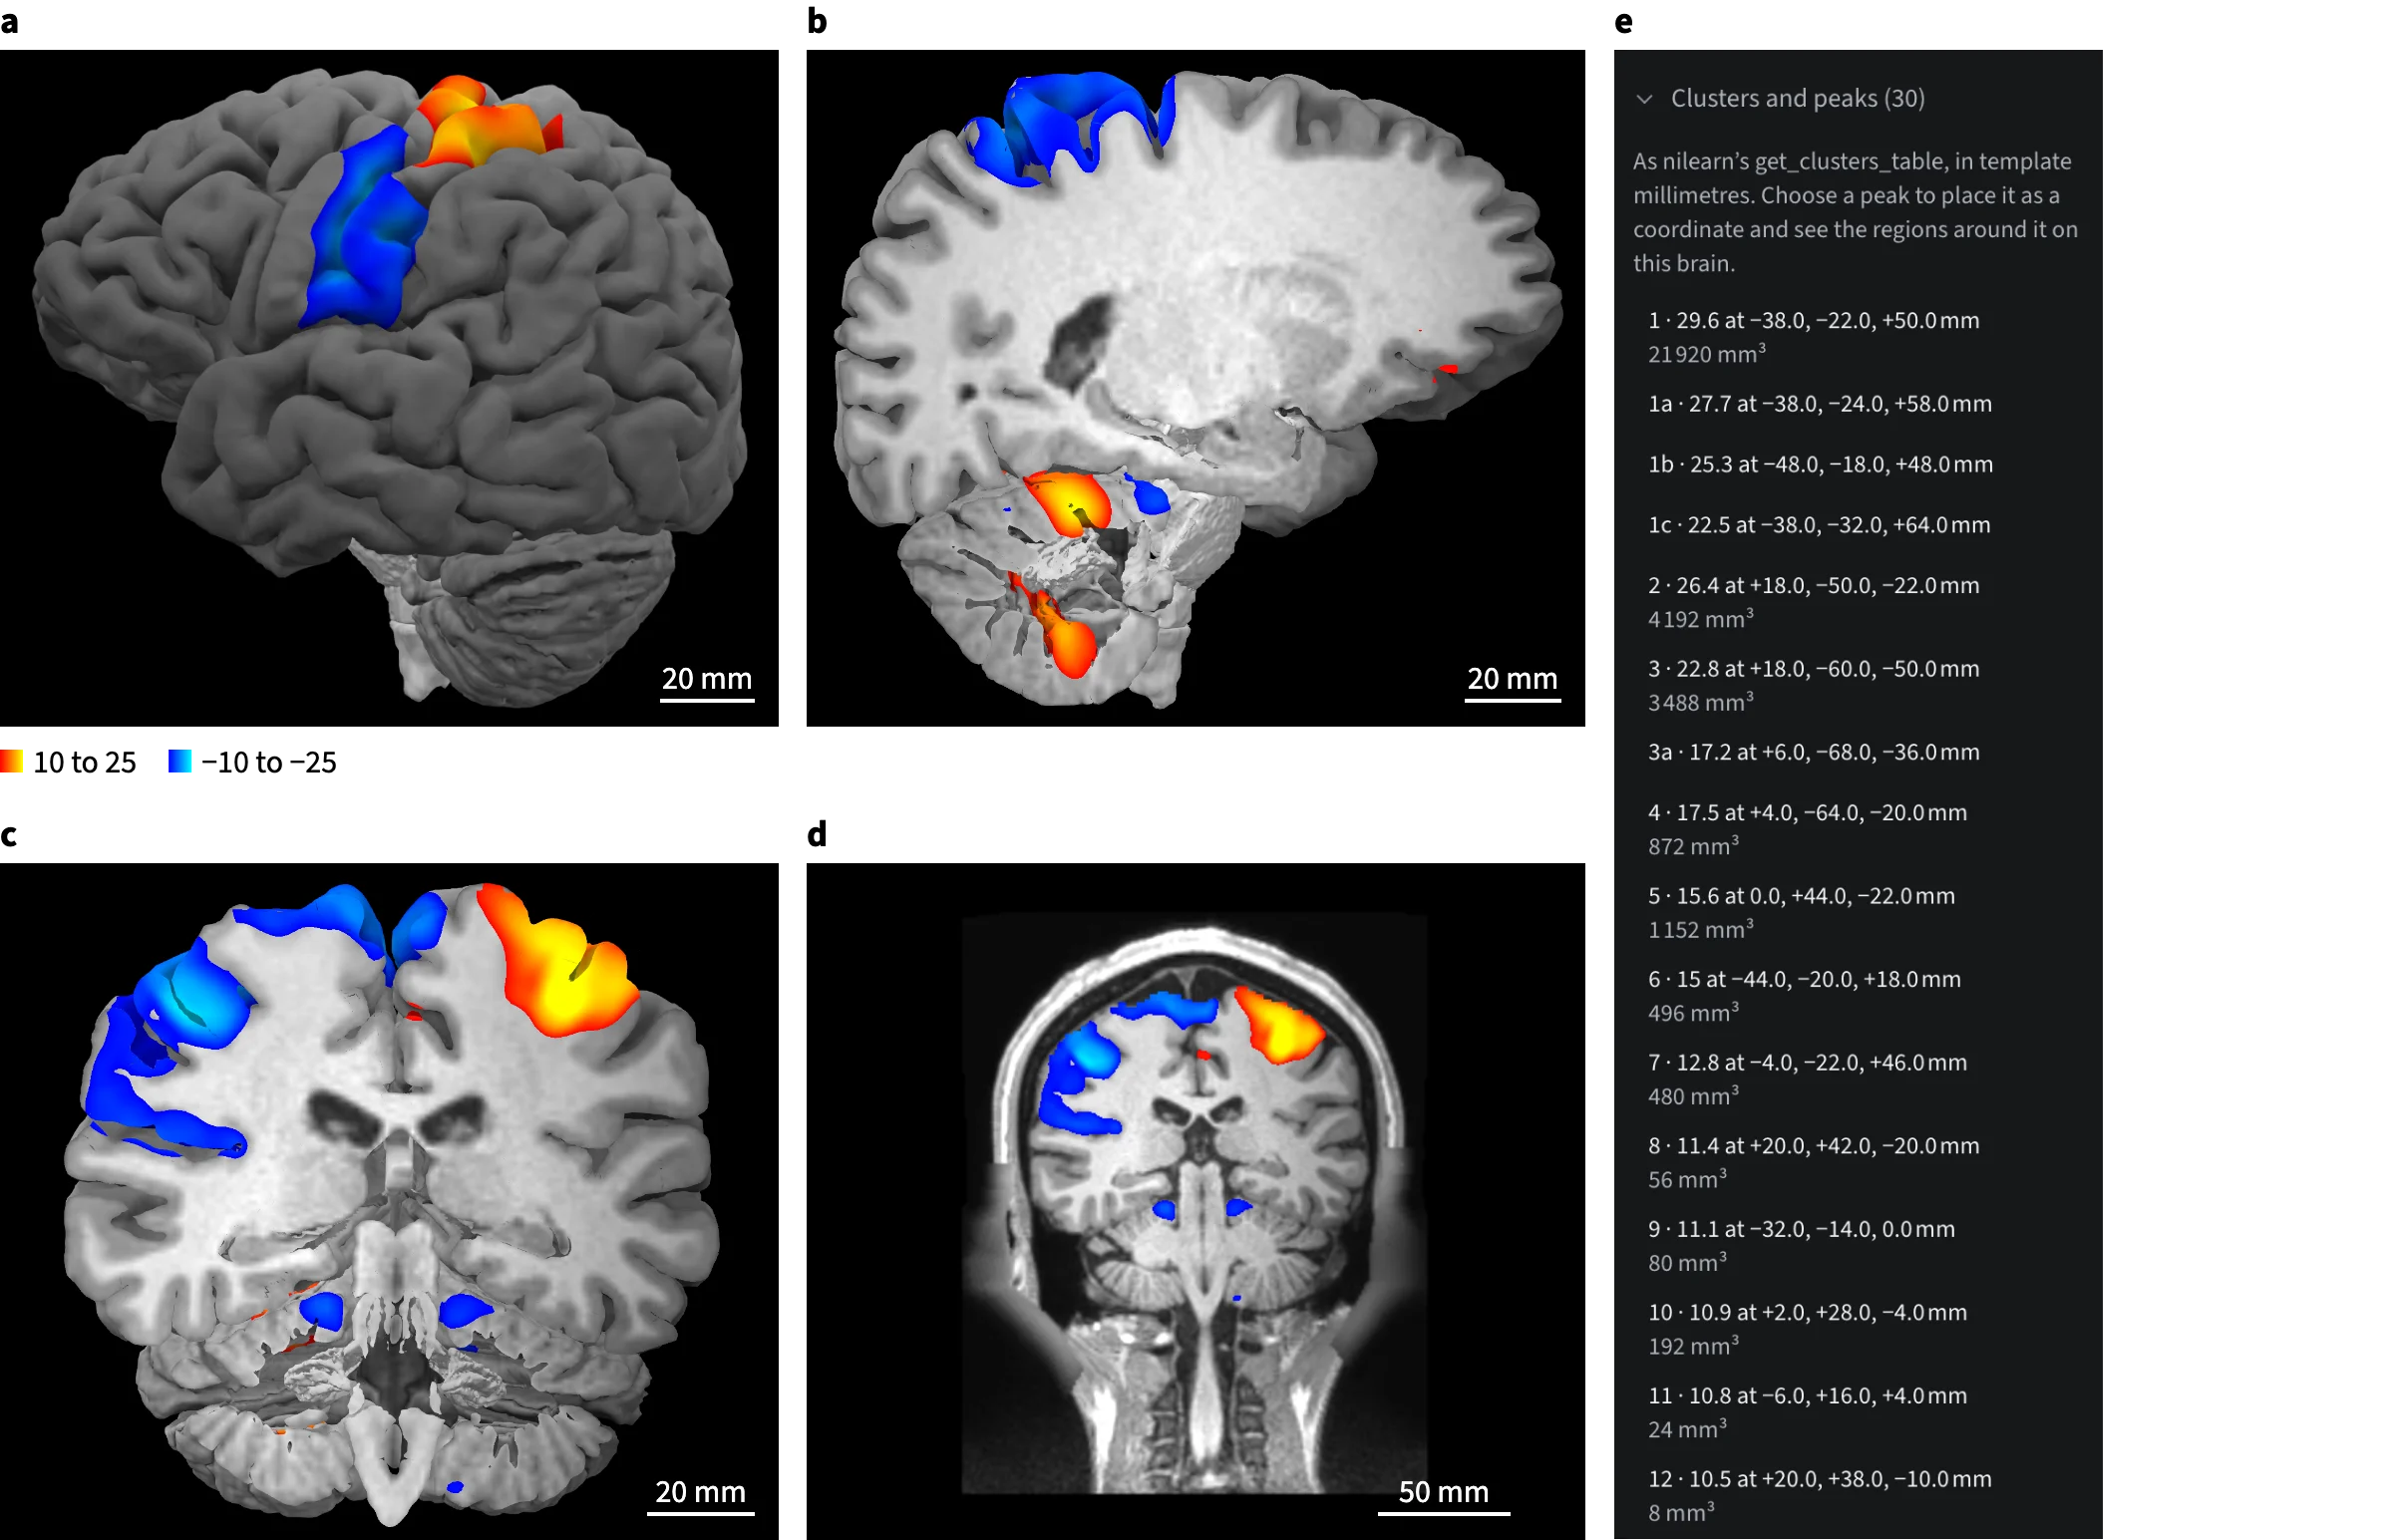 a
b
e
20 mm
20 mm
10 to 25
−10 to −25
c
d
20 mm
50 mm
Clusters and peaks (30)
As nilearn’s get_clusters_table, in template
millimetres. Choose a peak to place it as a
coordinate and see the regions around it on
this brain.
1 · 29.6 at −38.0, −22.0, +50.0 mm
21 920 mm³
1a · 27.7 at −38.0, −24.0, +58.0 mm
1b · 25.3 at −48.0, −18.0, +48.0 mm
1c · 22.5 at −38.0, −32.0, +64.0 mm
2 · 26.4 at +18.0, −50.0, −22.0 mm
4 192 mm³
3 · 22.8 at +18.0, −60.0, −50.0 mm
3 488 mm³
3a · 17.2 at +6.0, −68.0, −36.0 mm
4 · 17.5 at +4.0, −64.0, −20.0 mm
872 mm³
5 · 15.6 at 0.0, +44.0, −22.0 mm
1 152 mm³
6 · 15 at −44.0, −20.0, +18.0 mm
496 mm³
7 · 12.8 at −4.0, −22.0, +46.0 mm
480 mm³
8 · 11.4 at +20.0, +42.0, −20.0 mm
56 mm³
9 · 11.1 at −32.0, −14.0, 0.0 mm
80 mm³
10 · 10.9 at +2.0, +28.0, −4.0 mm
192 mm³
11 · 10.8 at −6.0, +16.0, +4.0 mm
24 mm³
12 · 10.5 at +20.0, +38.0, −10.0 mm
8 mm³